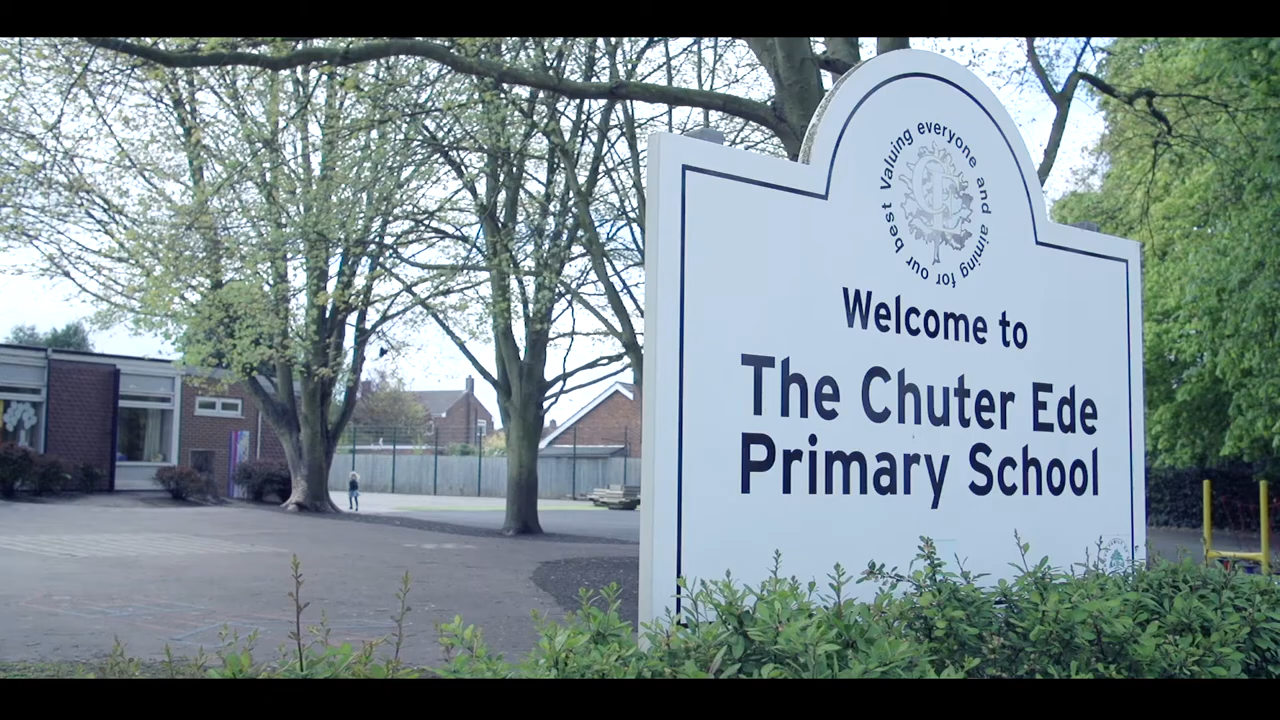 Valuing everyone and aiming for our best
Welcome to
The Chuter Ede
Primary School